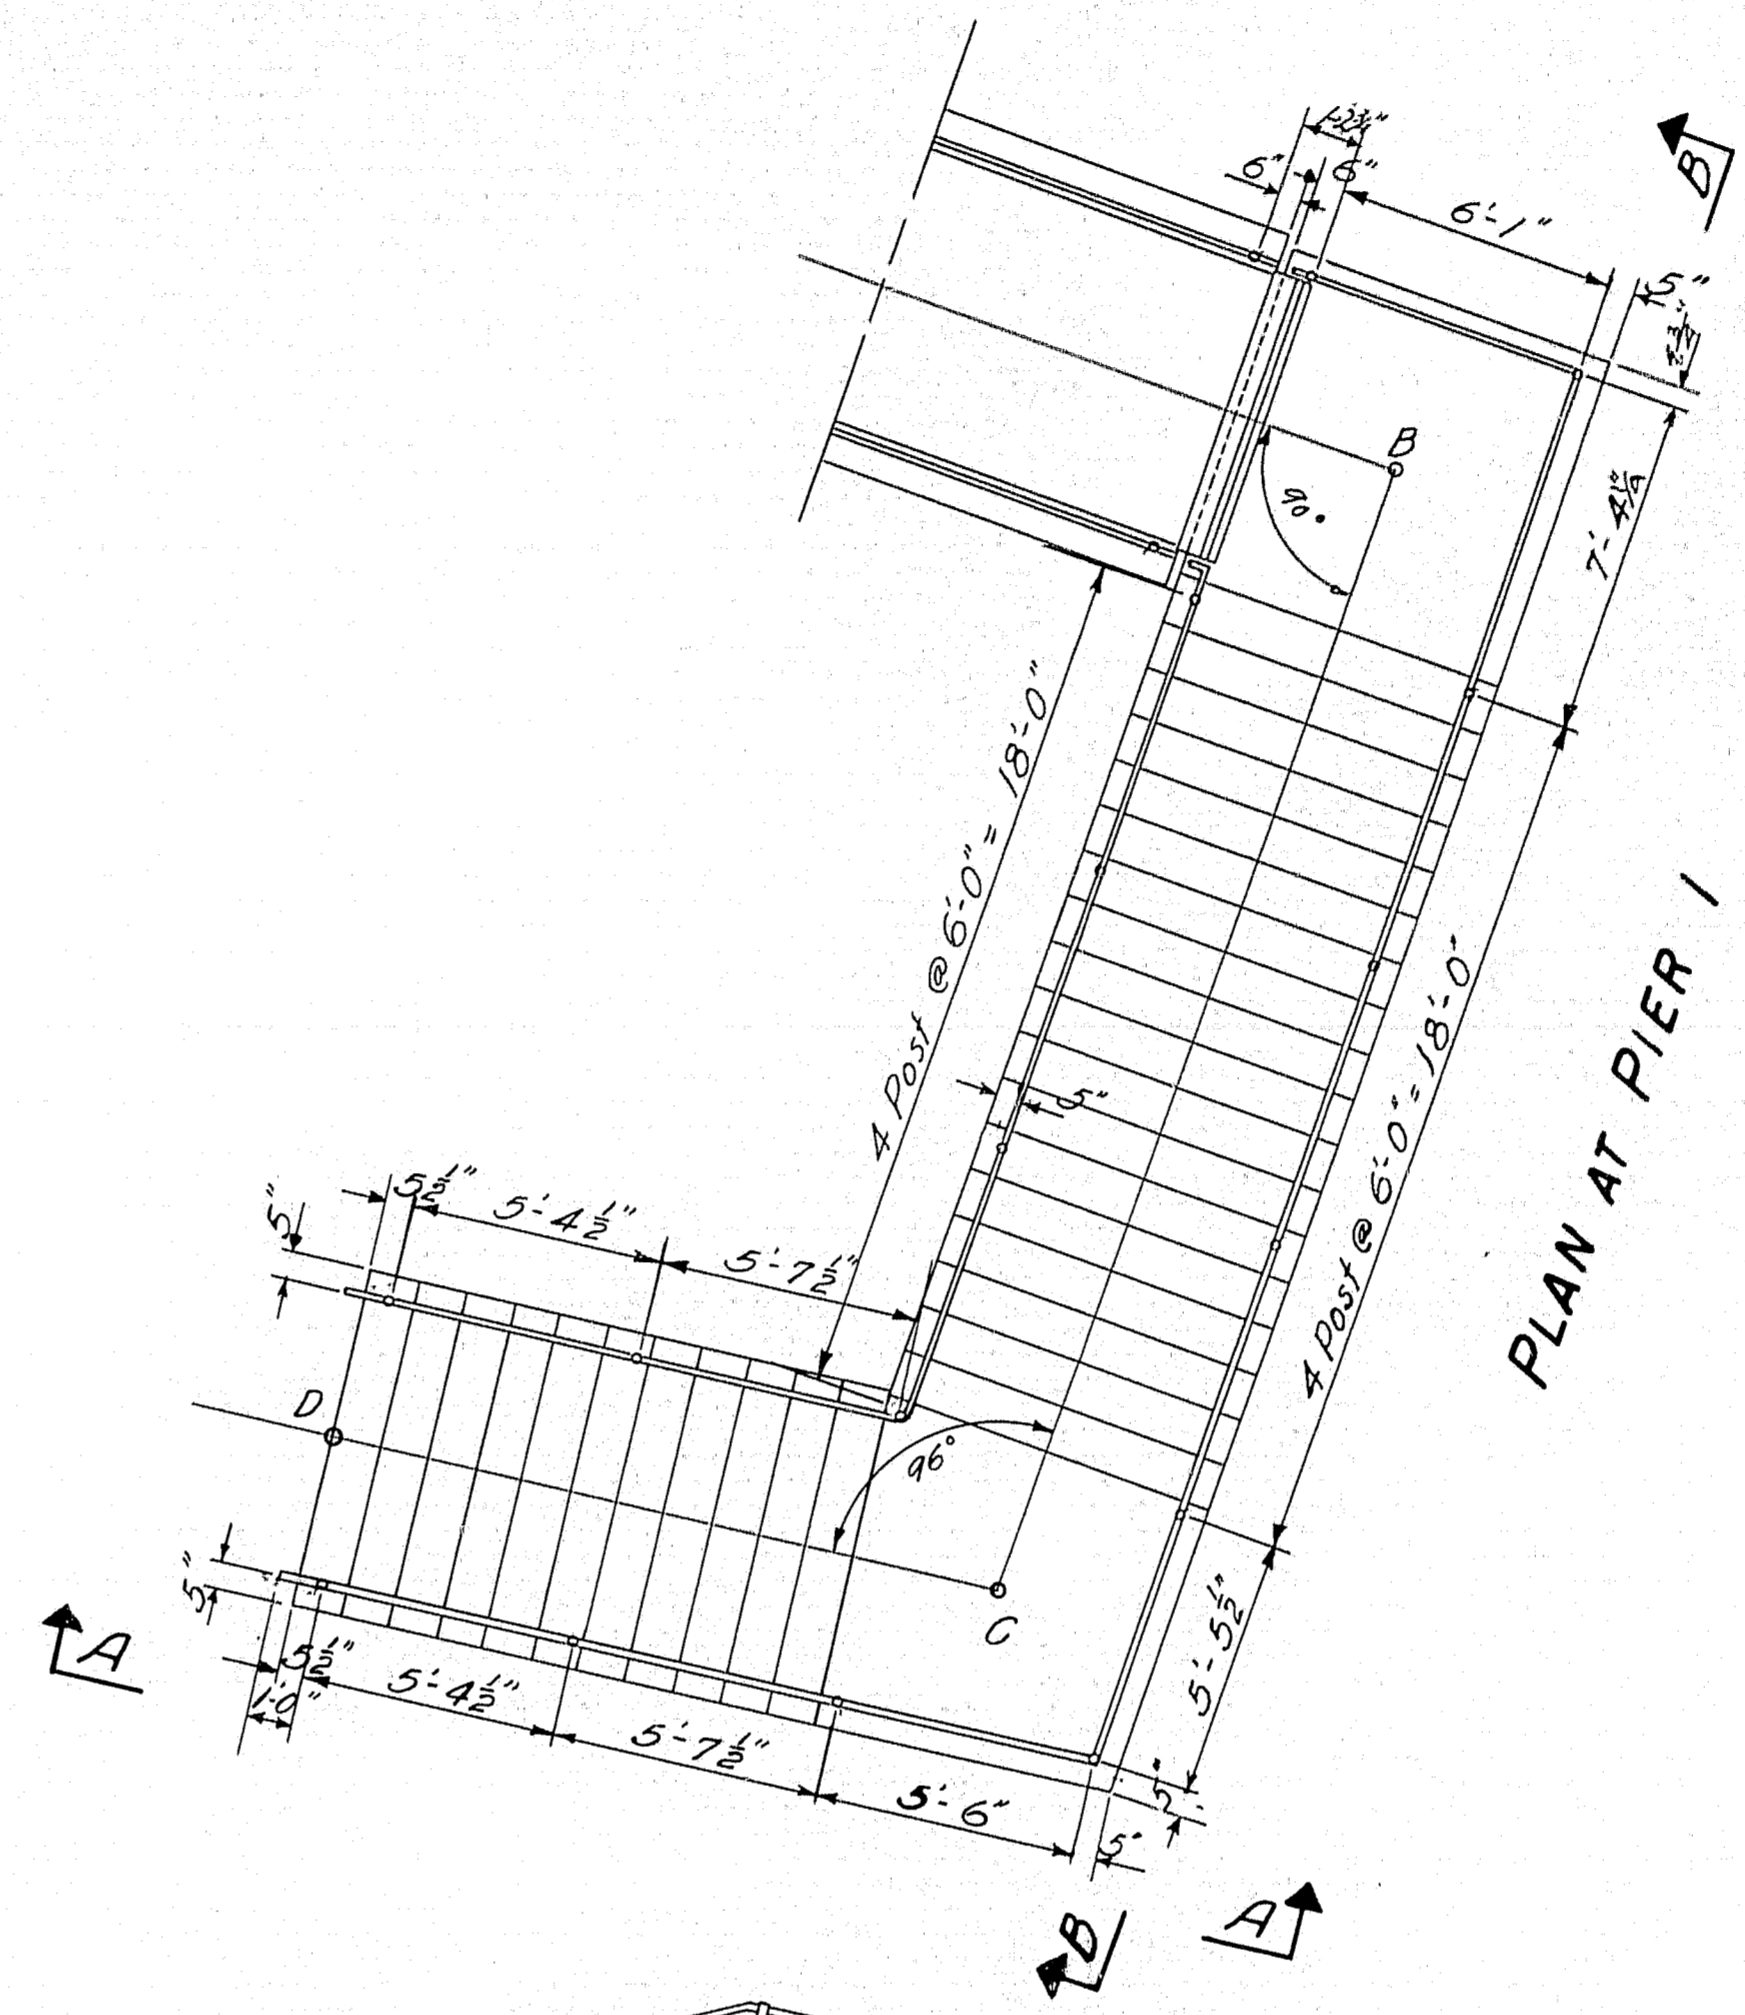 1'-2¾"
6"
6"
B
6'-1"
5"
B
90°
7'-4¼"
4 Post @ 6'-0" = 18'-0"
5"
4 Post @ 6'-0" = 18'-0"
PLAN AT PIER 1
5"
5½"
5'-4½"
5'-7½"
D
96°
C
5"
A
5½"
1'-0"
5'-4½"
5'-7½"
5'-6"
5"
5'-5½"
5"
B
A